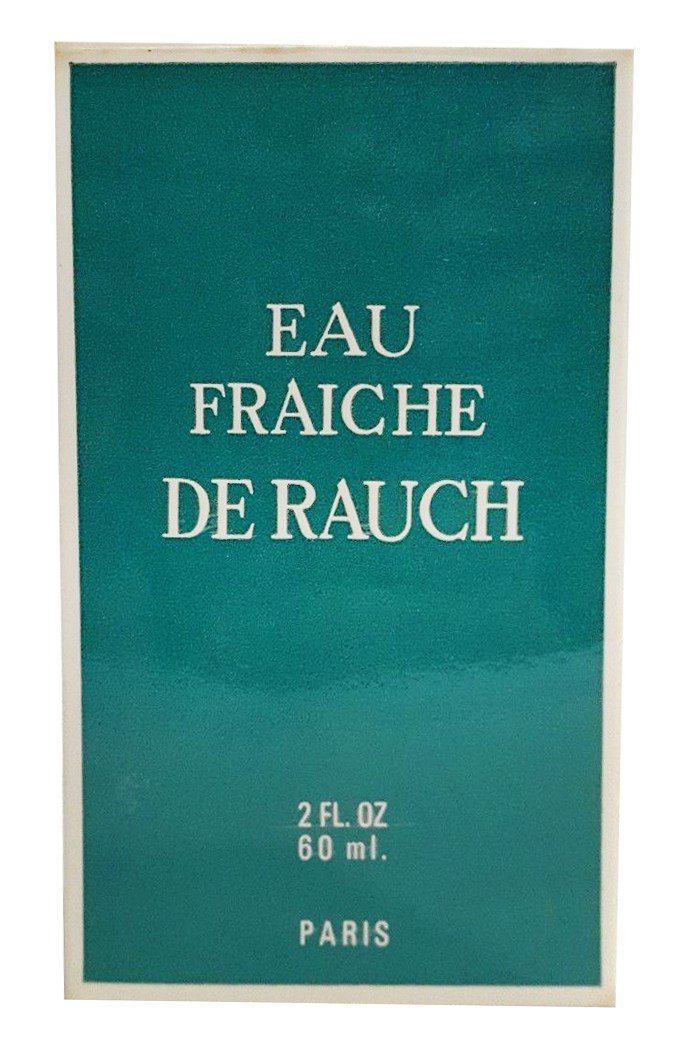 EAU
FRAICHE
DE RAUCH
2 FL. OZ
60 ml.
PARIS